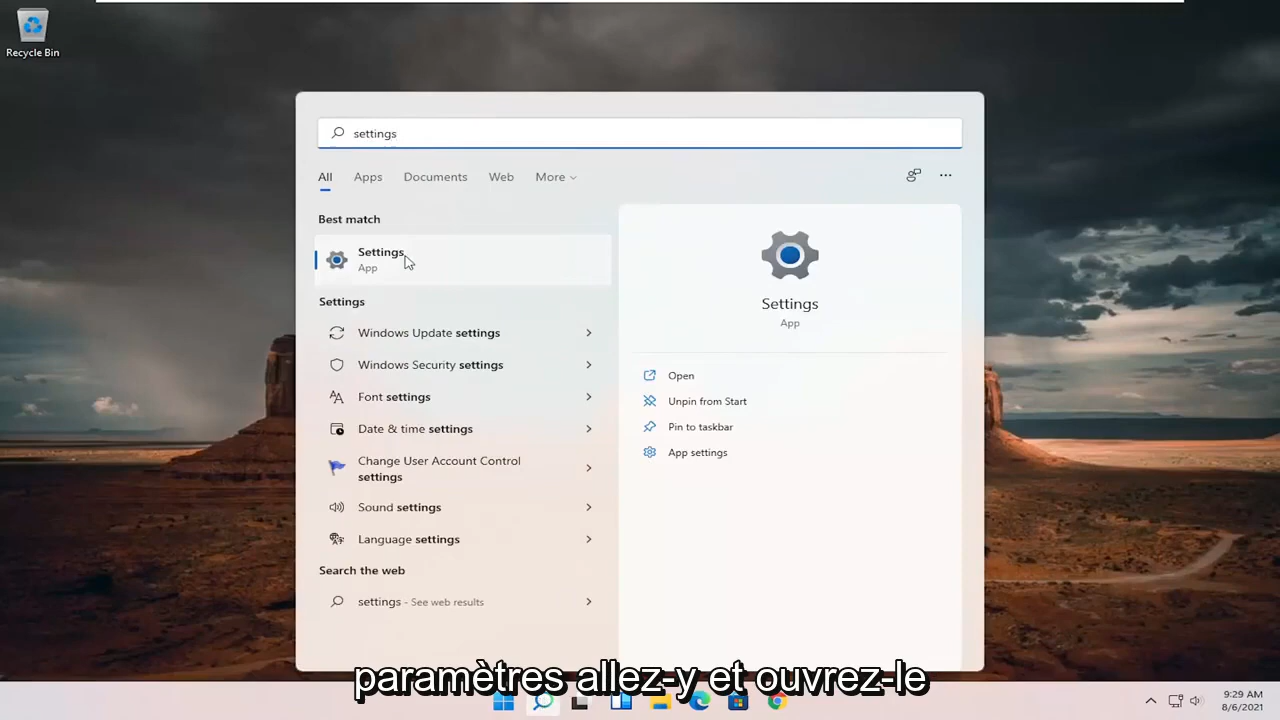 Recycle Bin
settings
All Apps Documents Web More
Best match
Settings
App
Settings
Windows Update settings
Windows Security settings
Font settings
Date & time settings
Change User Account Control
settings
Sound settings
Language settings
Search the web
settings - See web results
Settings
App
Open
Unpin from Start
Pin to taskbar
App settings
paramètres allez-y et ouvrez-le
9:29 AM
8/6/2021